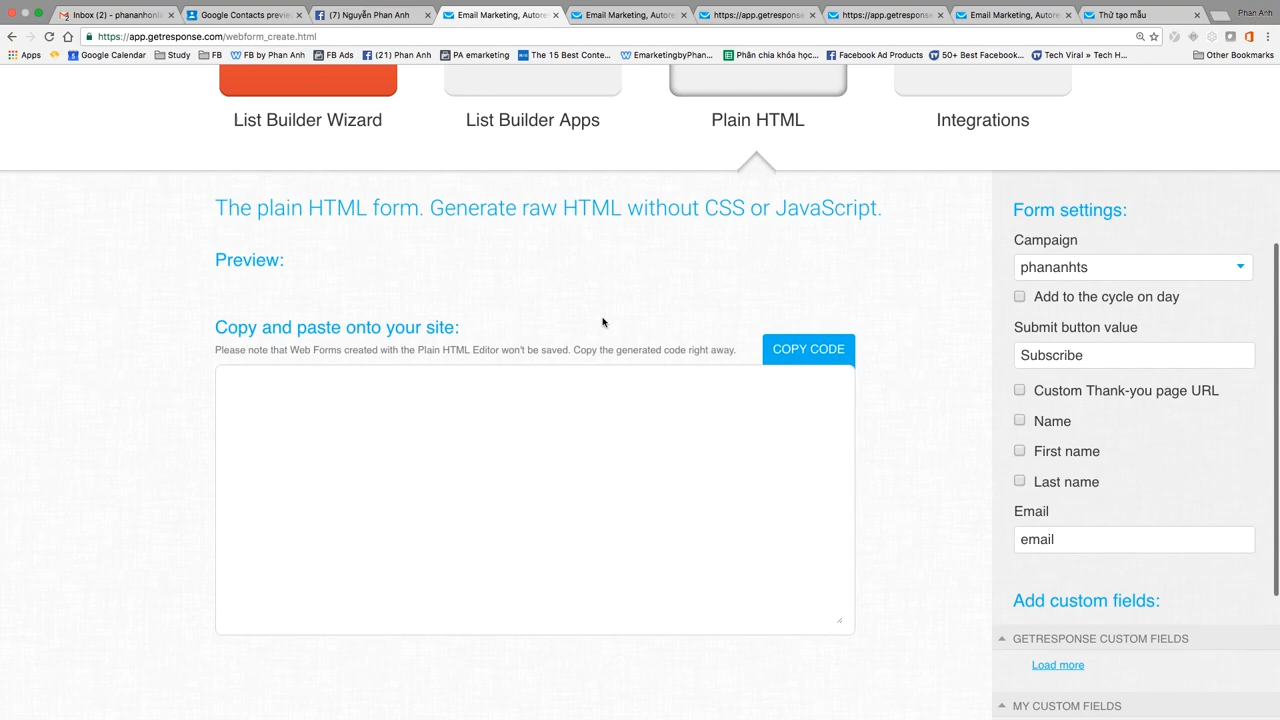 Inbox (2) - phananhonli
Google Contacts previe
(7) Nguyễn Phan Anh
Email Marketing, Autore
Email Marketing, Autore
https://app.getresponse
https://app.getresponse
Email Marketing, Autore
Thử tạo mẫu
Phan Anh
https://app.getresponse.com/webform_create.html
Apps
Google Calendar
Study
FB
FB by Phan Anh
FB Ads
(21) Phan Anh
PA emarketing
The 15 Best Conte...
EmarketingbyPhan...
Phân chia khóa học...
Facebook Ad Products
50+ Best Facebook...
Tech Viral » Tech H...
Other Bookmarks
List Builder Wizard
List Builder Apps
Plain HTML
Integrations
The plain HTML form. Generate raw HTML without CSS or JavaScript.
Preview:
Copy and paste onto your site:
Please note that Web Forms created with the Plain HTML Editor won't be saved. Copy the generated code right away.
COPY CODE
Form settings:
Campaign
phananhts
Add to the cycle on day
Submit button value
Subscribe
Custom Thank-you page URL
Name
First name
Last name
Email
email
Add custom fields:
GETRESPONSE CUSTOM FIELDS
Load more
MY CUSTOM FIELDS